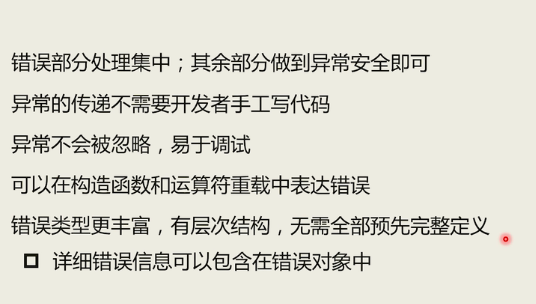 错误部分处理集中；其余部分做到异常安全即可
异常的传递不需要开发者手工写代码
异常不会被忽略，易于调试
可以在构造函数和运算符重载中表达错误
错误类型更丰富，有层次结构，无需全部预先完整定义
详细错误信息可以包含在错误对象中